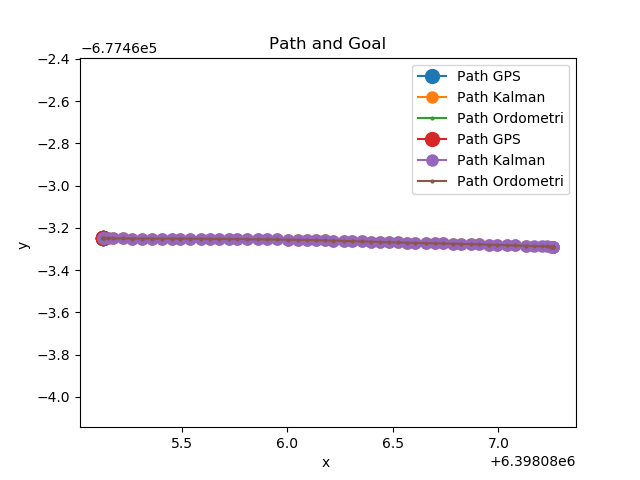 Path and Goal
−6.7746e5
−2.4
−2.6
−2.8
−3.0
−3.2
−3.4
−3.6
−3.8
−4.0
y
Path GPS
Path Kalman
Path Ordometri
Path GPS
Path Kalman
Path Ordometri
5.5
6.0
6.5
7.0
x
+6.39808e6